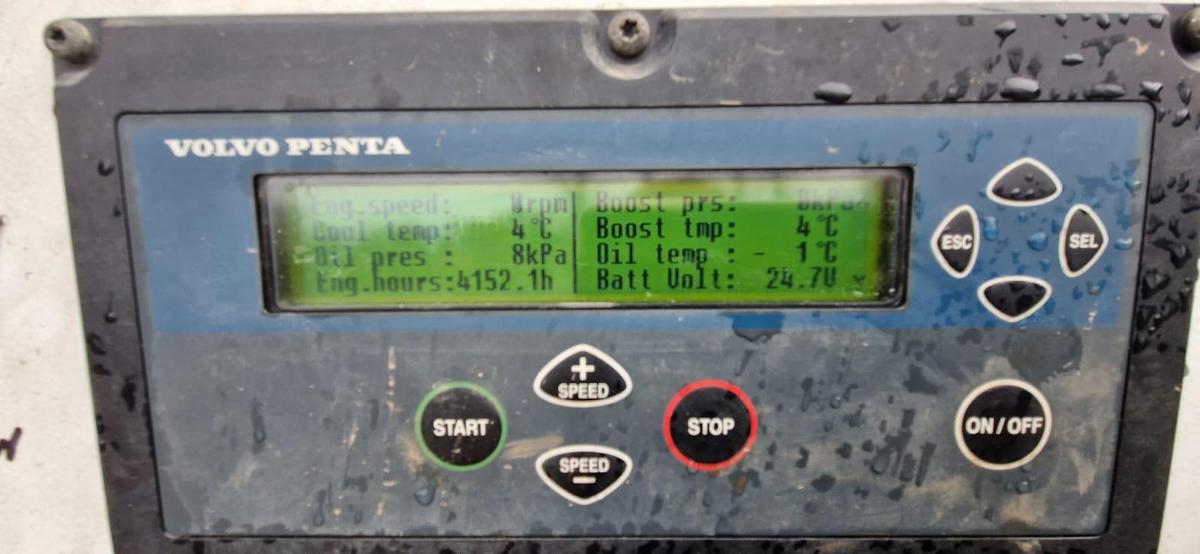 VOLVO PENTA
Eng.speed: 0rpm Boost prs: 0kPa
Cool temp: 4°C Boost tmp: 4°C
Oil pres : 8kPa Oil temp : - 1°C
Eng.hours:4152.1h Batt Volt: 24.7V
ESC SEL
+
SPEED
START STOP ON/OFF
SPEED
-